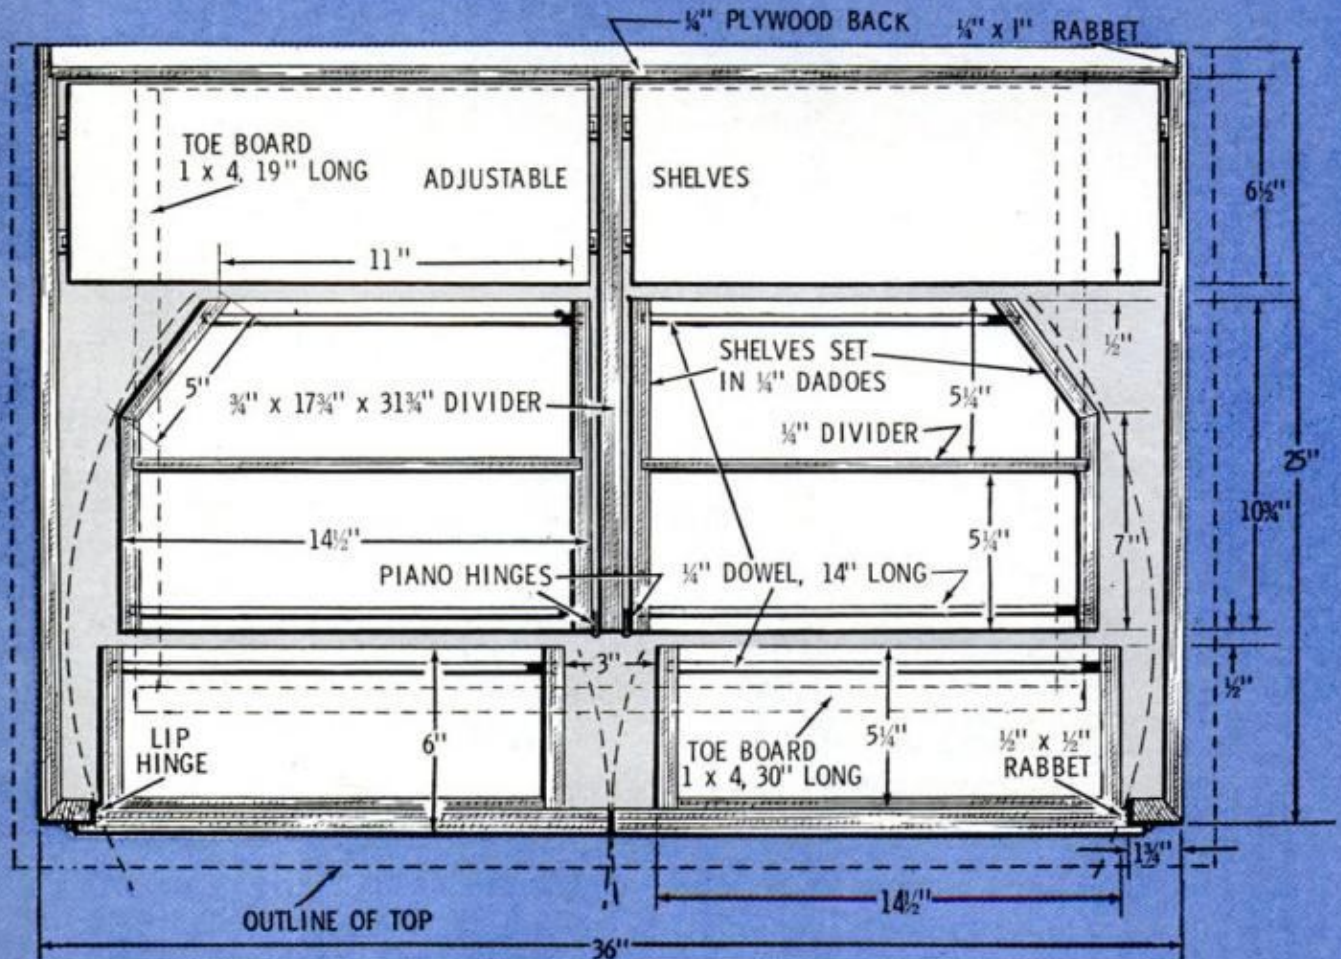 ¼" PLYWOOD BACK
¼" x 1" RABBET
TOE BOARD
1 x 4, 19" LONG
ADJUSTABLE
SHELVES
6½"
11"
½"
SHELVES SET
IN ¼" DADOES
5"
¾" x 17¾" x 31¾" DIVIDER
5¼"
¼" DIVIDER
25"
10¾"
14½"
5¼"
7"
PIANO HINGES
¼" DOWEL, 14" LONG
3"
½"
LIP
HINGE
6"
TOE BOARD
1 x 4, 30" LONG
5¼"
½" x ½"
RABBET
1¾"
14½"
OUTLINE OF TOP
36"